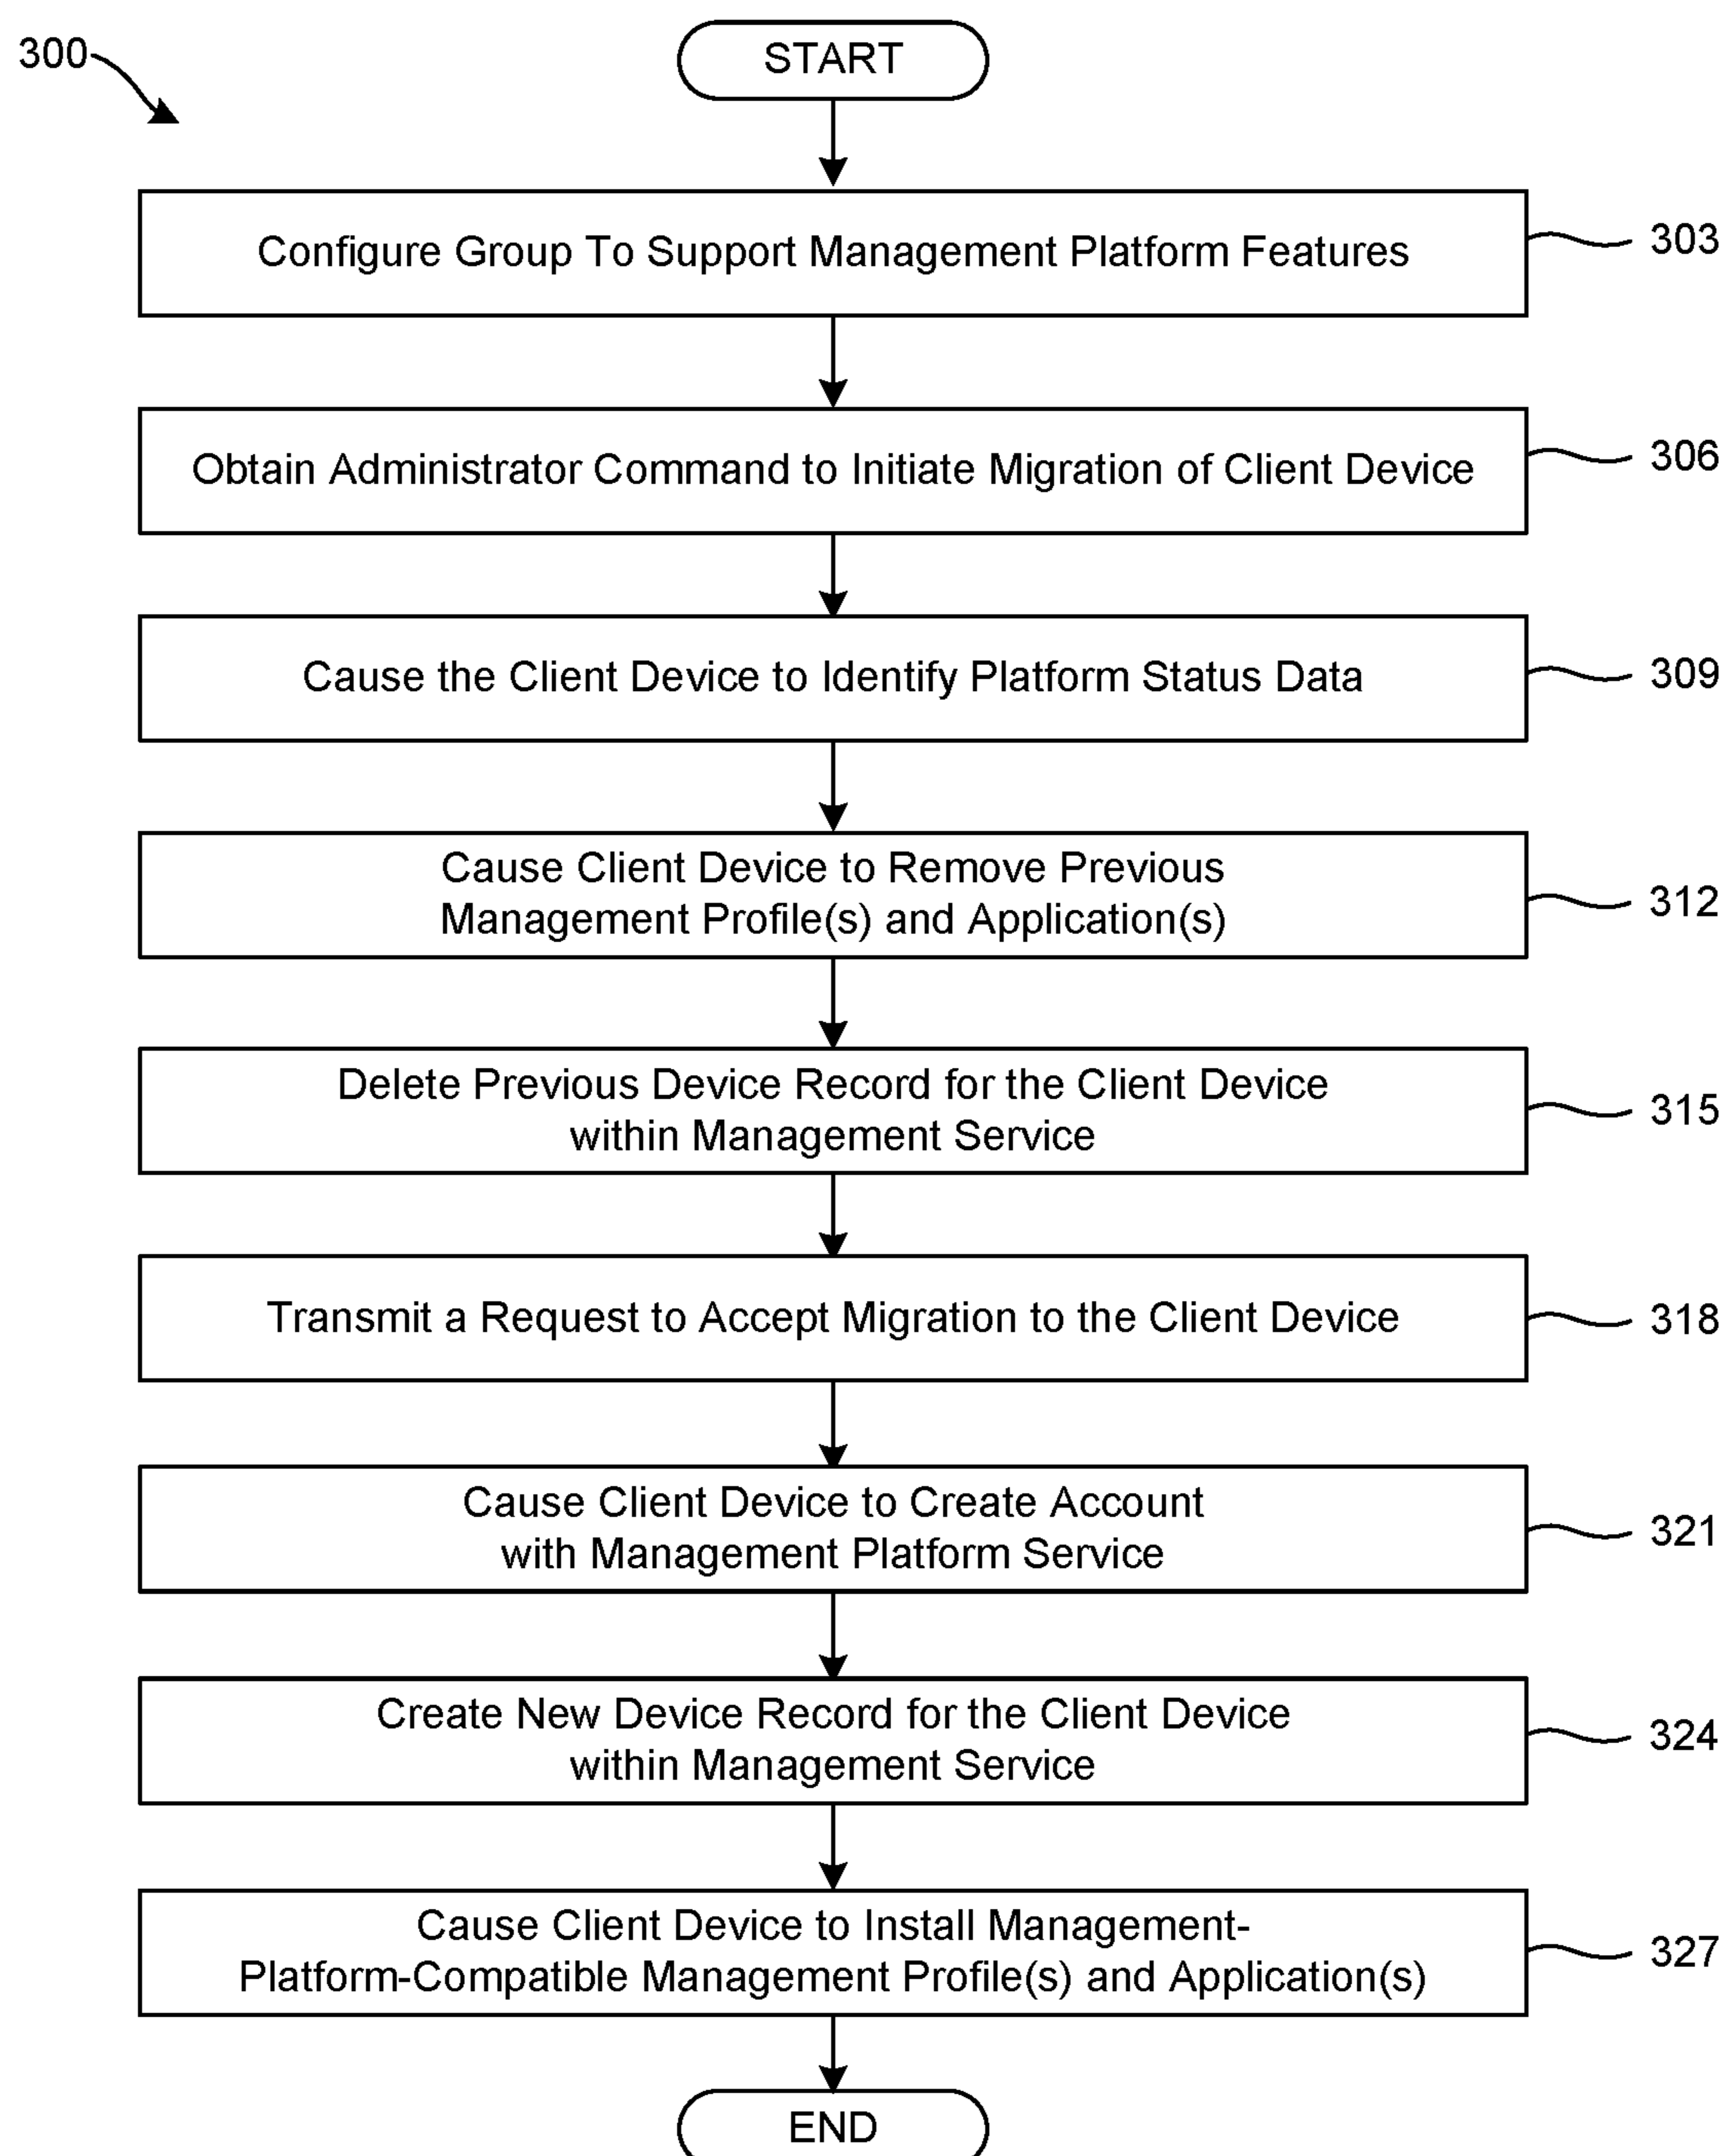 300
START
Configure Group To Support Management Platform Features
303
Obtain Administrator Command to Initiate Migration of Client Device
306
Cause the Client Device to Identify Platform Status Data
309
Cause Client Device to Remove Previous
Management Profile(s) and Application(s)
312
Delete Previous Device Record for the Client Device
within Management Service
315
Transmit a Request to Accept Migration to the Client Device
318
Cause Client Device to Create Account
with Management Platform Service
321
Create New Device Record for the Client Device
within Management Service
324
Cause Client Device to Install Management-
Platform-Compatible Management Profile(s) and Application(s)
327
END